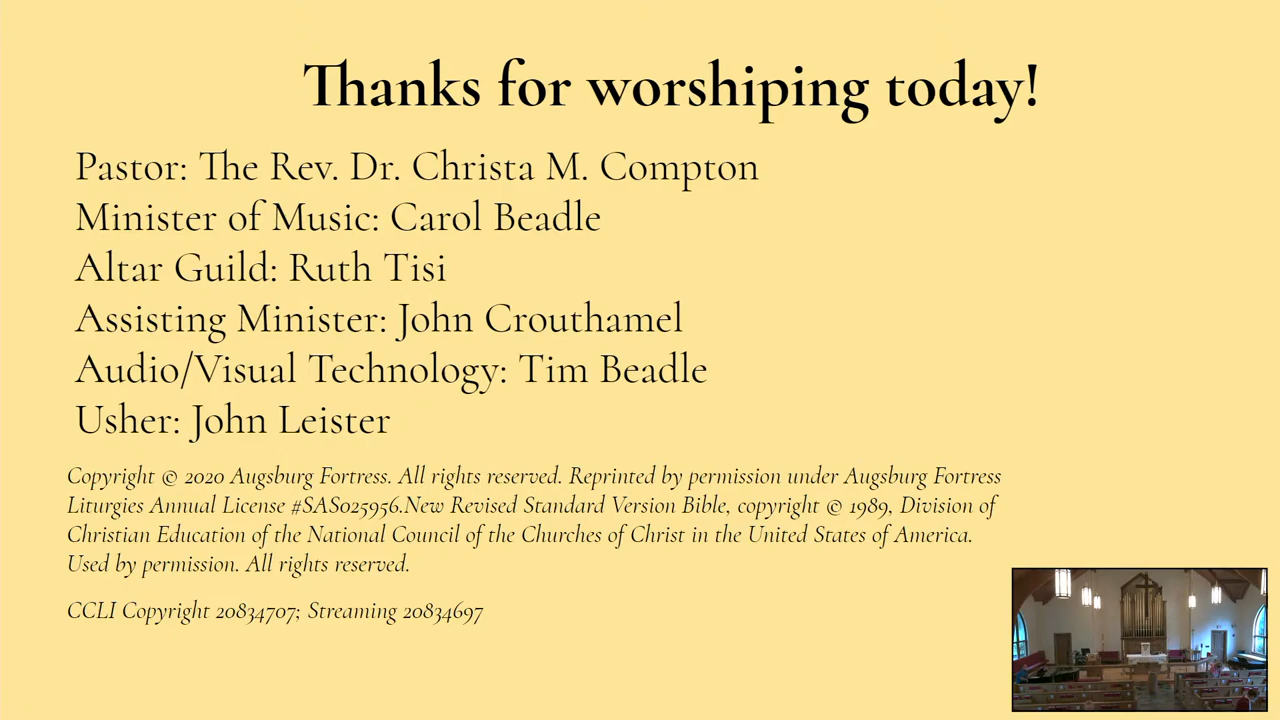 Thanks for worshiping today!
Pastor: The Rev. Dr. Christa M. Compton
Minister of Music: Carol Beadle
Altar Guild: Ruth Tisi
Assisting Minister: John Crouthamel
Audio/Visual Technology: Tim Beadle
Usher: John Leister
Copyright © 2020 Augsburg Fortress. All rights reserved. Reprinted by permission under Augsburg Fortress
Liturgies Annual License #SAS025956.New Revised Standard Version Bible, copyright © 1989, Division of
Christian Education of the National Council of the Churches of Christ in the United States of America.
Used by permission. All rights reserved.
CCLI Copyright 20834707; Streaming 20834697